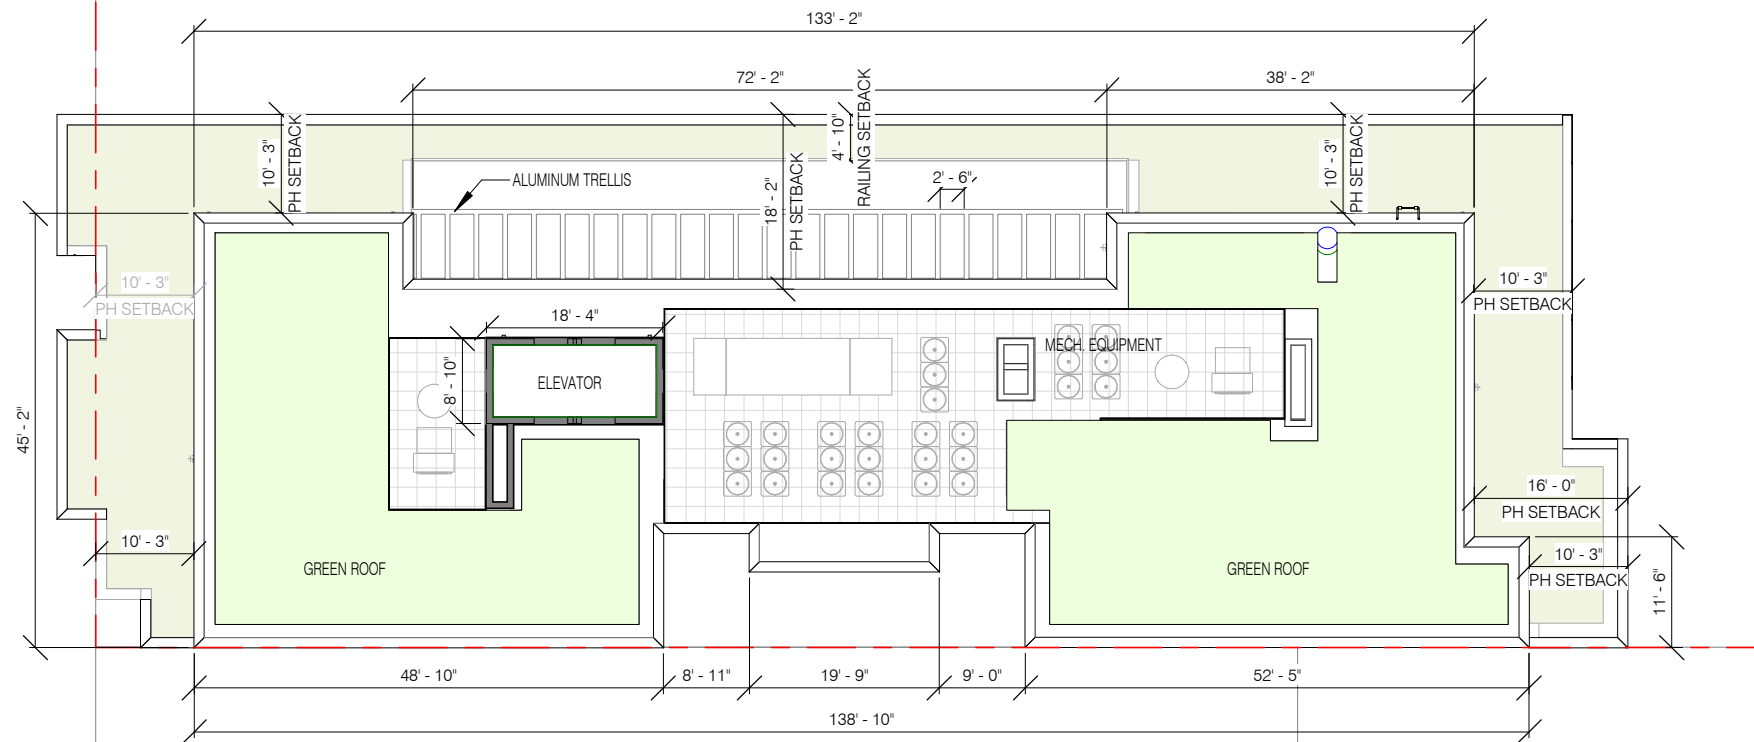 133' - 2"
72' - 2"
38' - 2"
10' - 3"
PH SETBACK
4' - 10"
RAILING SETBACK
18' - 2"
PH SETBACK
10' - 3"
PH SETBACK
ALUMINUM TRELLIS
2' - 6"
10' - 3"
PH SETBACK
10' - 3"
PH SETBACK
18' - 4"
MECH. EQUIPMENT
8' - 10"
ELEVATOR
45' - 2"
16' - 0"
PH SETBACK
10' - 3"
10' - 3"
PH SETBACK
GREEN ROOF
GREEN ROOF
11' - 6"
48' - 10"
8' - 11"
19' - 9"
9' - 0"
52' - 5"
138' - 10"